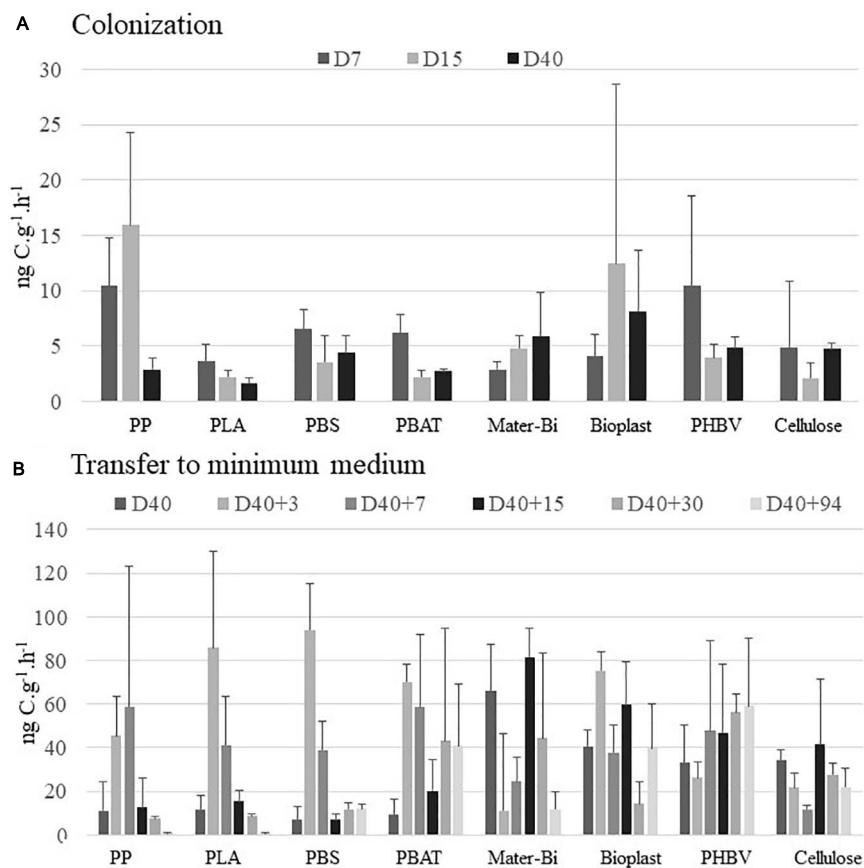 A Colonization
D7 D15 D40
30
25
20
15
10
5
0
ng C.g-1.h-1
PP PLA PBS PBAT Mater-Bi Bioplast PHBV Cellulose
B Transfer to minimum medium
D40 D40+3 D40+7 D40+15 D40+30 D40+94
140
120
100
80
60
40
20
0
ng C.g-1.h-1
PP PLA PBS PBAT Mater-Bi Bioplast PHBV Cellulose